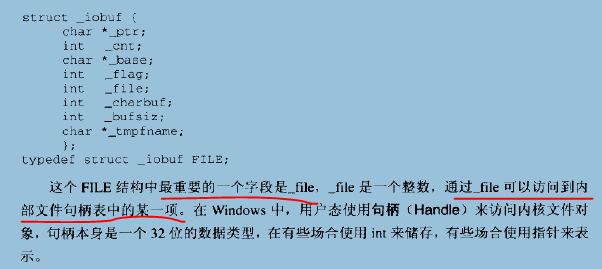 struct _iobuf {
char *_ptr;
int _cnt;
char *_base;
int _flag;
int _file;
int _charbuf;
int _bufsiz;
char *_tmpfname;
};
typedef struct _iobuf FILE;
这个 FILE 结构中最重要的一个字段是_file，_file 是一个整数，通过_file 可以访问到内
部文件句柄表中的某一项。在 Windows 中，用户态使用句柄（Handle）来访问内核文件对
象，句柄本身是一个 32 位的数据类型，在有些场合使用 int 来储存，有些场合使用指针来表
示。